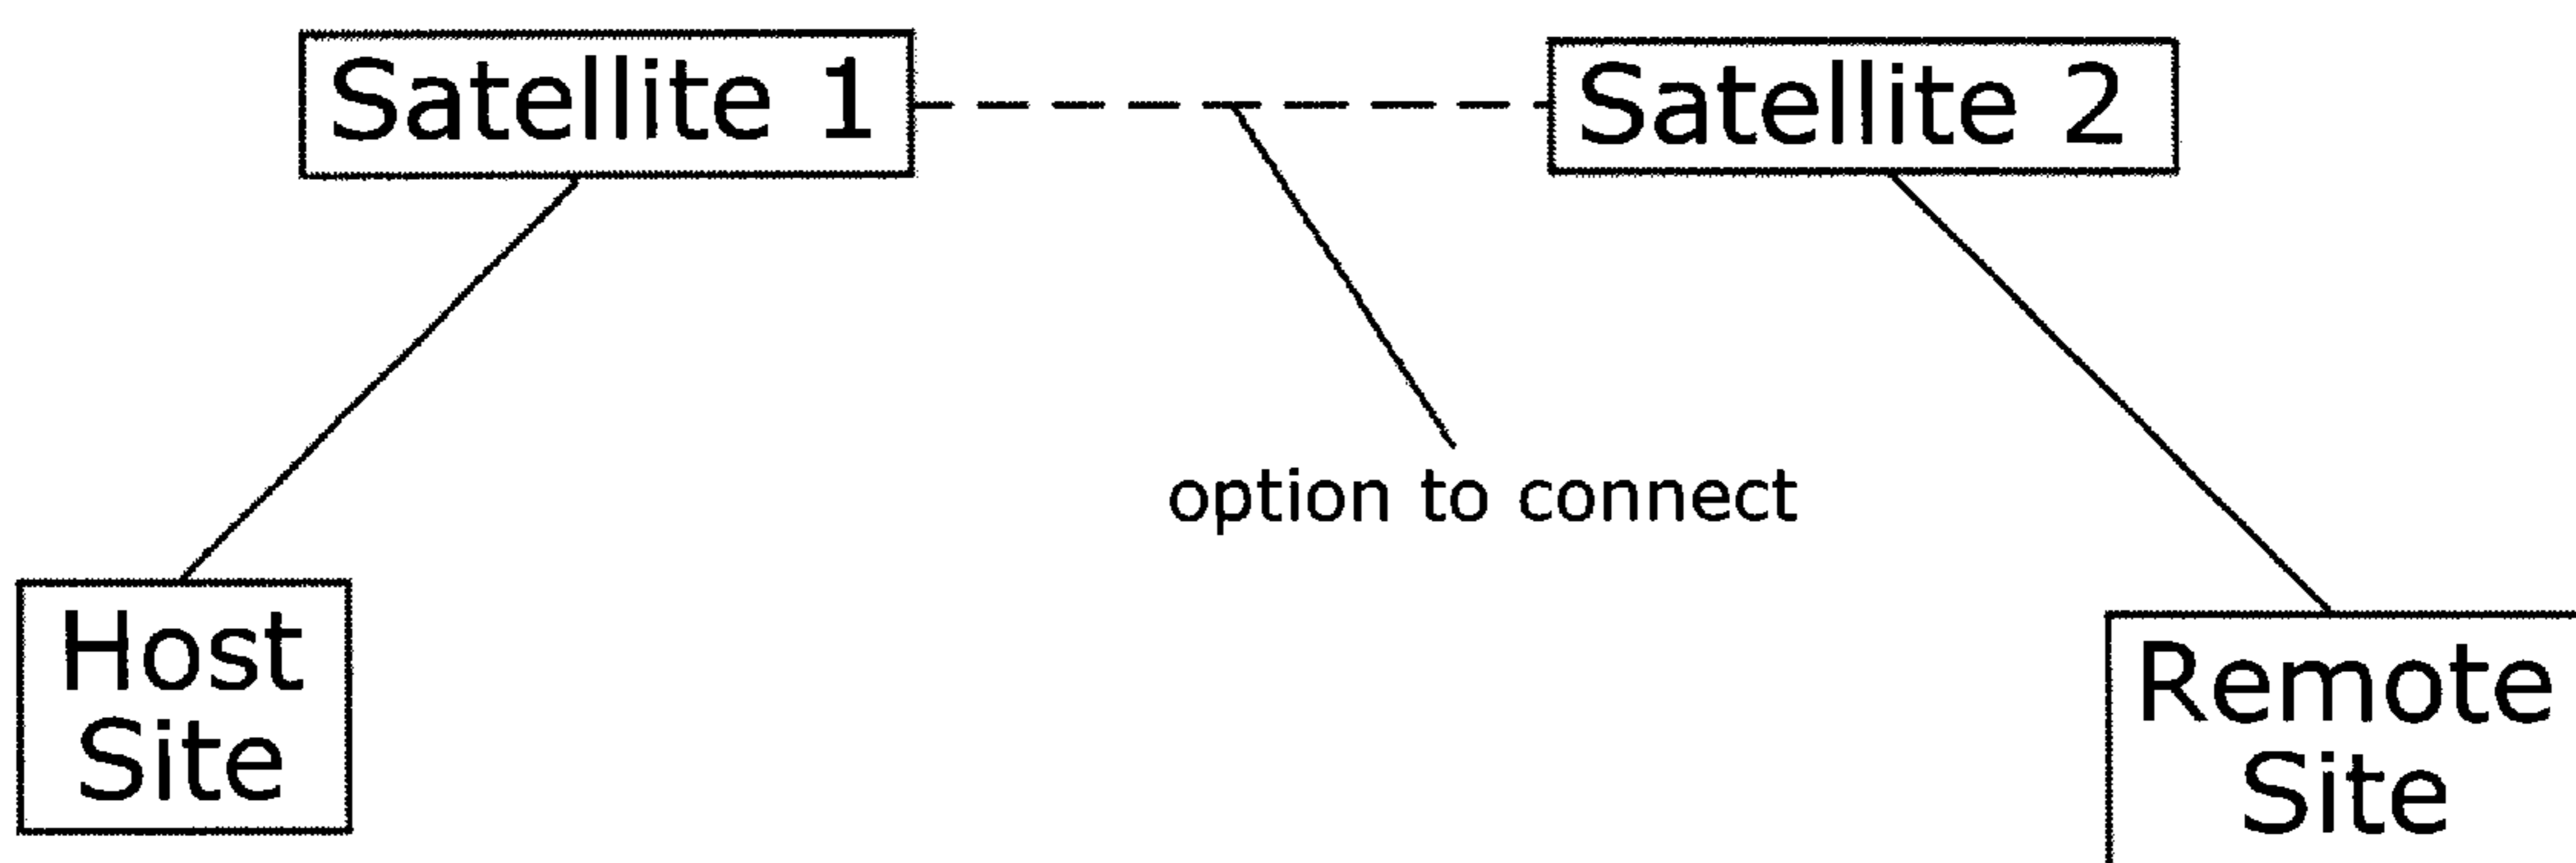 Satellite 1
Satellite 2
option to connect
Host
Site
Remote
Site